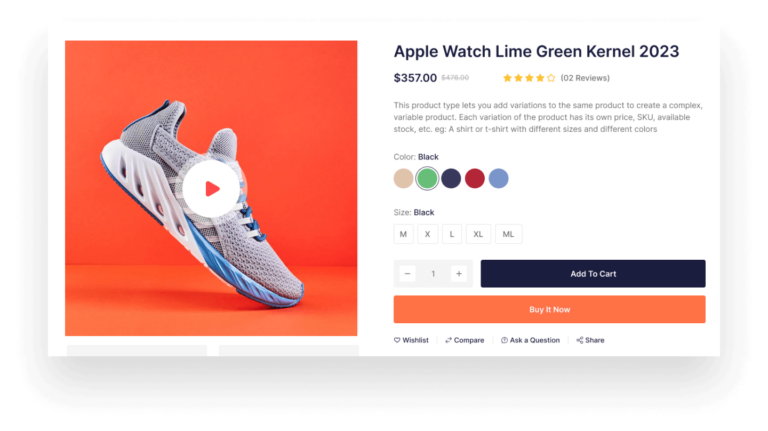 Apple Watch Lime Green Kernel 2023
$357.00 $476.00 (02 Reviews)
This product type lets you add variations to the same product to create a complex,
variable product. Each variation of the product has its own price, SKU, available
stock, etc. eg: A shirt or t-shirt with different sizes and different colors
Color: Black
Size: Black
M X L XL ML
− 1 + Add To Cart
Buy It Now
Wishlist Compare Ask a Question Share